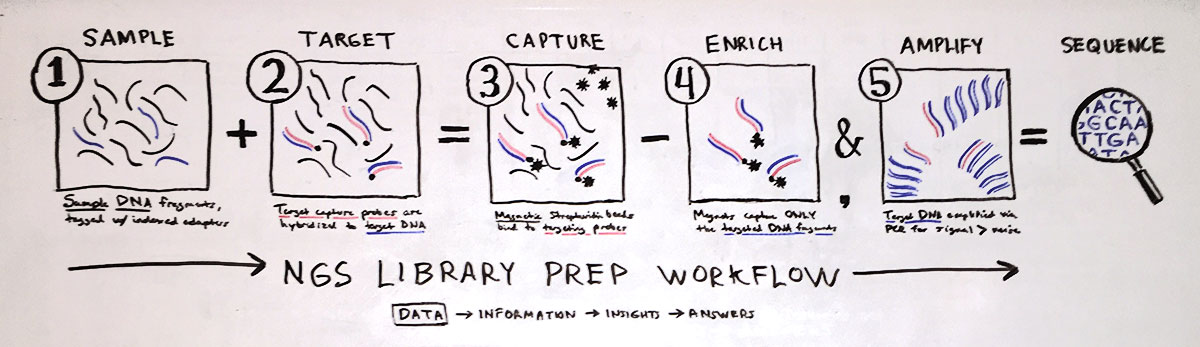 SAMPLE
TARGET
CAPTURE
ENRICH
AMPLIFY
SEQUENCE
1
Sample DNA fragments,
tagged w/ indexed adapters
+
2
Target capture probes are
hybridized to target DNA
=
3
Magnetic Streptavidin beads
bind to targeting probes
-
4
Magnets capture ONLY
the targeted DNA fragments
&
,
5
Target DNA amplified via
PCR for signal > noise
=
ACT
GCAA
TTGA
ATA
NGS LIBRARY PREP WORKFLOW
DATA → INFORMATION → INSIGHTS → ANSWERS